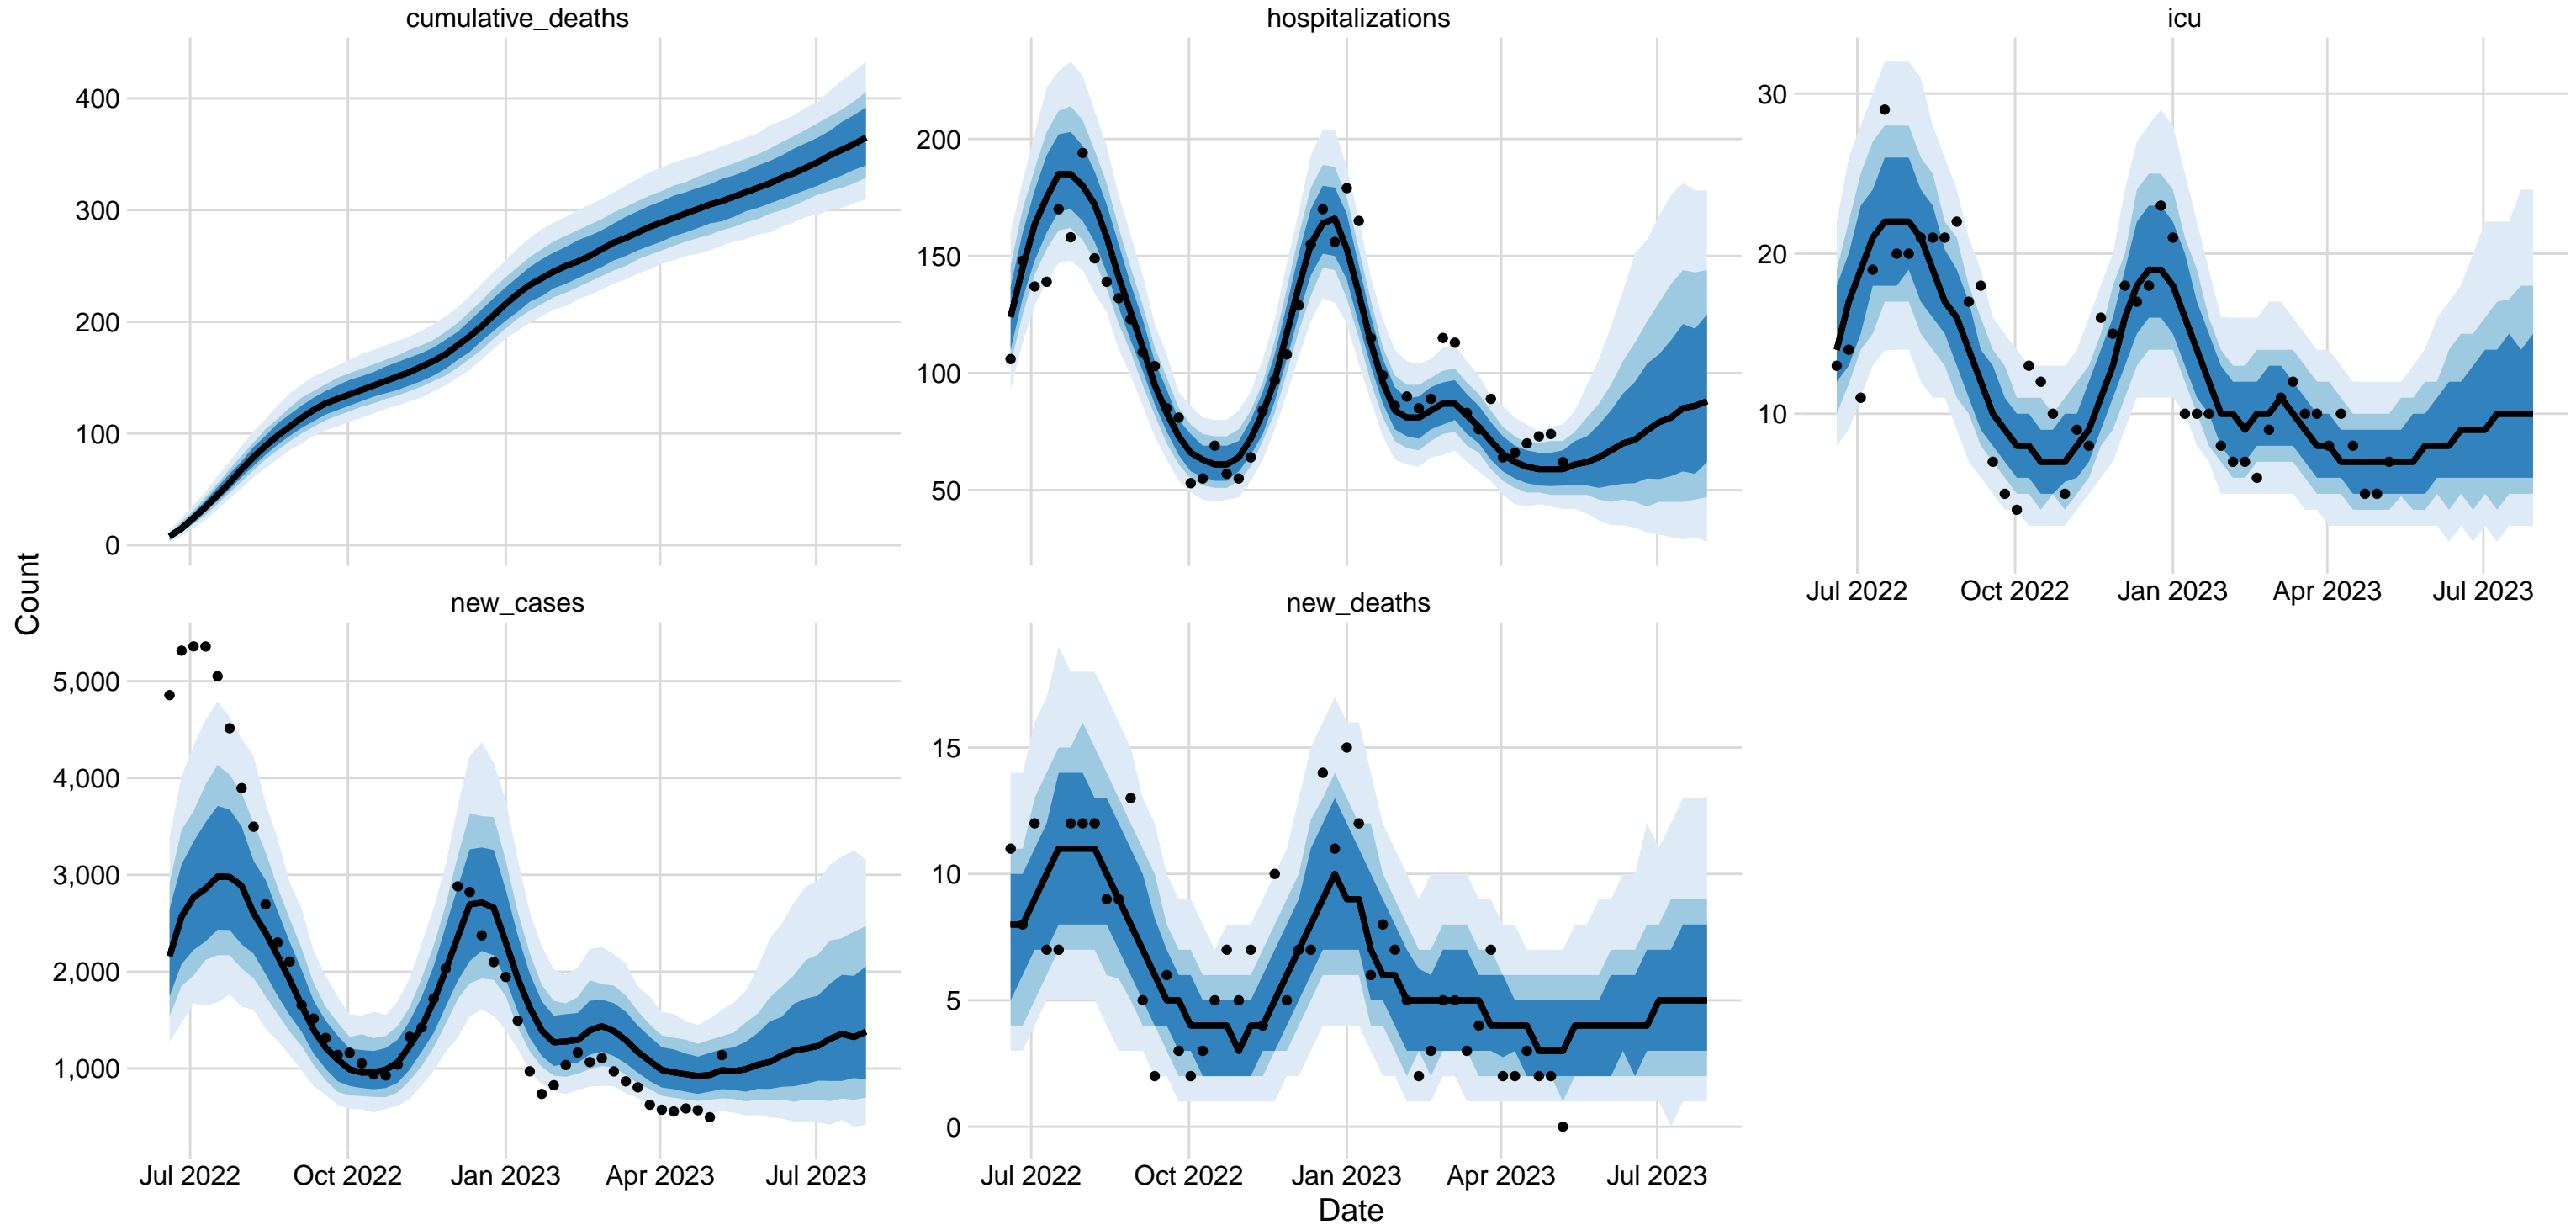 cumulative_deaths
hospitalizations
icu
400
300
200
100
0
200
150
100
50
30
20
10
Jul 2022 Oct 2022 Jan 2023 Apr 2023 Jul 2023
Count
new_cases
new_deaths
5,000
4,000
3,000
2,000
1,000
15
10
5
0
Jul 2022 Oct 2022 Jan 2023 Apr 2023 Jul 2023
Jul 2022 Oct 2022 Jan 2023 Apr 2023 Jul 2023
Date